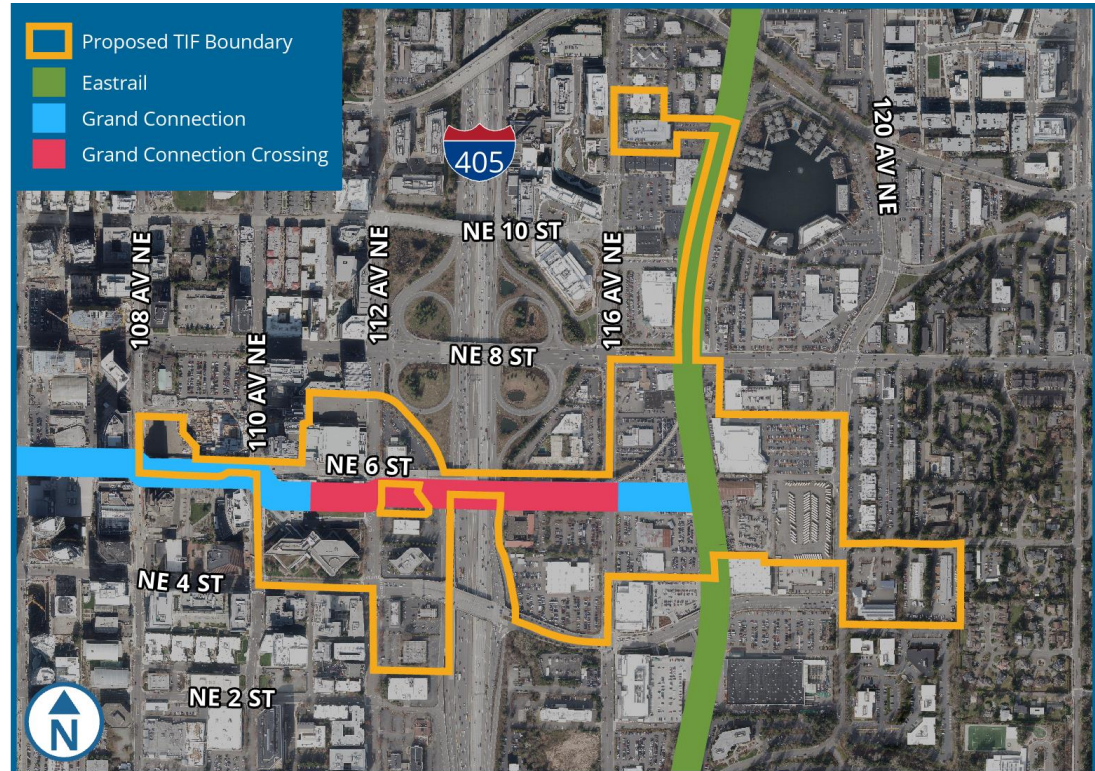 Proposed TIF Boundary
Eastrail
Grand Connection
Grand Connection Crossing
405
120 AV NE
NE 10 ST
108 AV NE
112 AV NE
116 AV NE
NE 8 ST
110 AV NE
NE 6 ST
NE 4 ST
NE 2 ST
N